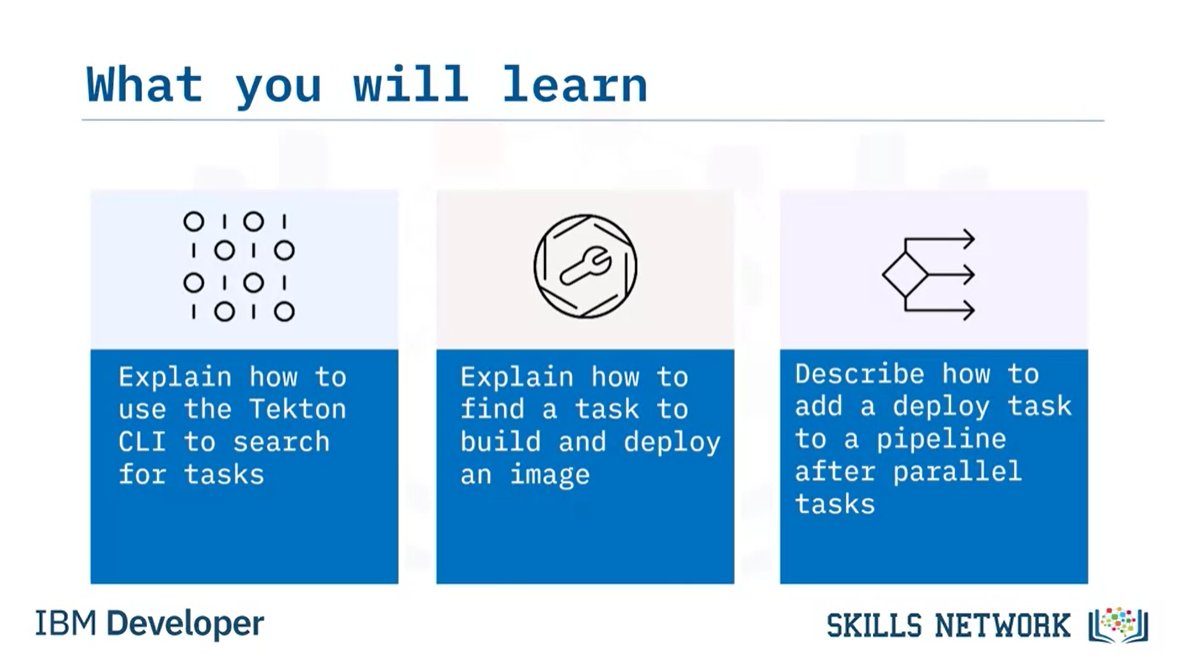 What you will learn
Explain how to
use the Tekton
CLI to search
for tasks
Explain how to
find a task to
build and deploy
an image
Describe how to
add a deploy task
to a pipeline
after parallel
tasks
IBM Developer
SKILLS NETWORK